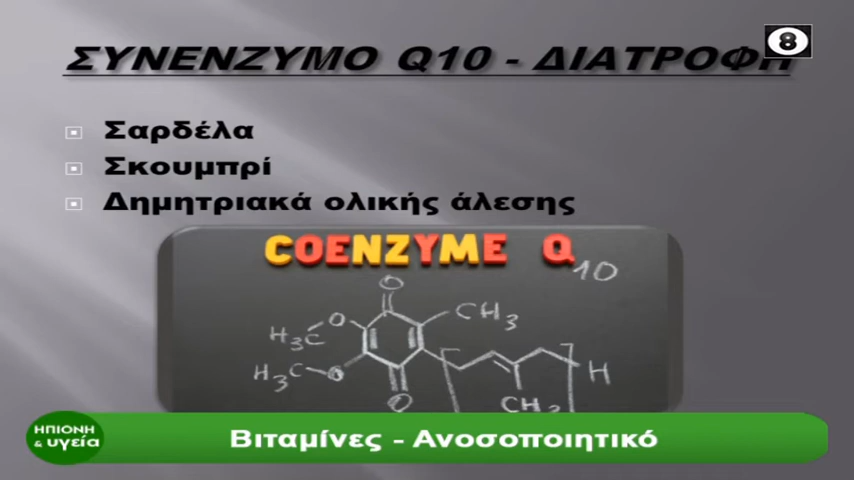 ΣΥΝΕΝΖΥΜΟ Q10 - ΔΙΑΤΡΟΦΗ
8
Σαρδέλα
Σκουμπρί
Δημητριακά ολικής άλεσης
COENZYME Q10
O
CH3
H3C O
H3C O
H
O
CH3
ΗΠΙΟΝΗ
& υγεία
Βιταμίνες - Ανοσοποιητικό